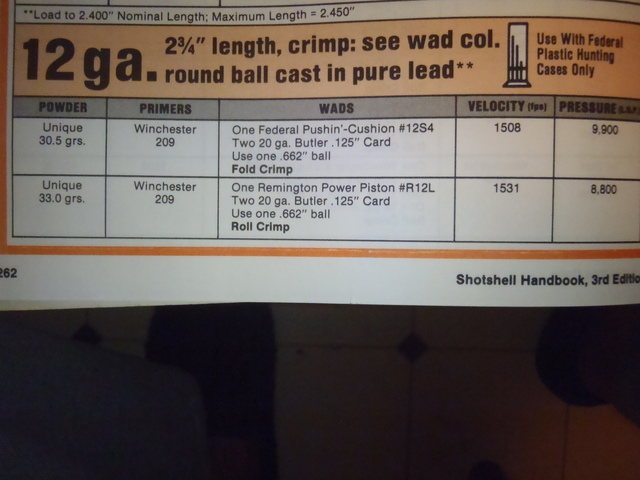 **Load to 2.400" Nominal Length; Maximum Length = 2.450"
12 ga. 2¾" length, crimp: see wad col.
round ball cast in pure lead**
Use With Federal
Plastic Hunting
Cases Only
POWDER PRIMERS WADS VELOCITY (fps) PRESSURE
Unique
30.5 grs.
Winchester
209
One Federal Pushin'-Cushion #12S4
Two 20 ga. Butler .125" Card
Use one .662" ball
Fold Crimp
1508
9,900
Unique
33.0 grs.
Winchester
209
One Remington Power Piston #R12L
Two 20 ga. Butler .125" Card
Use one .662" ball
Roll Crimp
1531
8,800
262
Shotshell Handbook, 3rd Editio